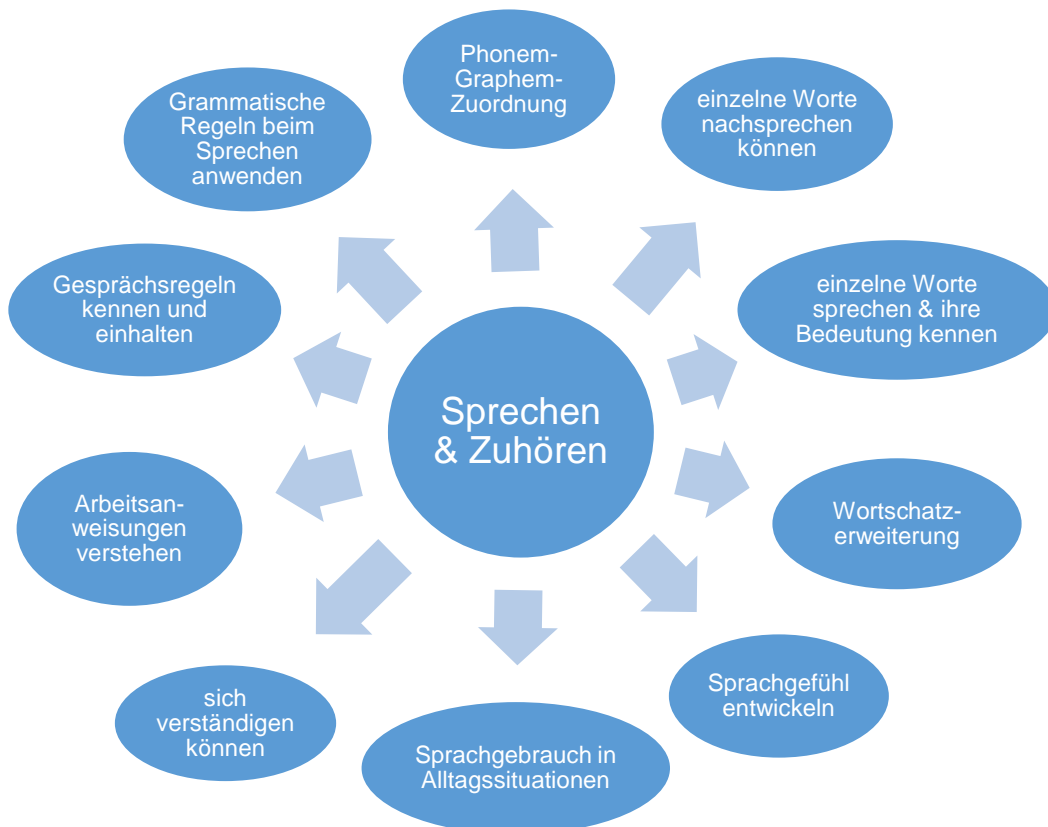 Phonem-
Graphem-
Zuordnung
einzelne Worte
nachsprechen
können
einzelne Worte
sprechen & ihre
Bedeutung kennen
Wortschatz-
erweiterung
Sprachgefühl
entwickeln
Sprachgebrauch in
Alltagssituationen
sich
verständigen
können
Arbeitsan-
weisungen
verstehen
Gesprächsregeln
kennen und
einhalten
Grammatische
Regeln beim
Sprechen
anwenden
Sprechen
& Zuhören